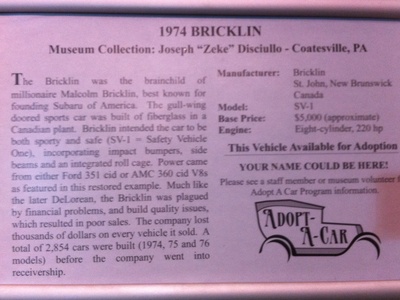 1974 BRICKLIN
Museum Collection: Joseph "Zeke" Disciullo - Coatesville, PA
The Bricklin was the brainchild of
millionaire Malcolm Bricklin, best known for
founding Subaru of America. The gull-wing
doored sports car was built of fiberglass in a
Canadian plant. Bricklin intended the car to be
both sporty and safe (SV-1 = Safety Vehicle
One), incorporating impact bumpers, side
beams and an integrated roll cage. Power came
from either Ford 351 cid or AMC 360 cid V8s
as featured in this restored example. Much like
the later DeLorean, the Bricklin was plagued
by financial problems, and build quality issues,
which resulted in poor sales. The company lost
thousands of dollars on every vehicle it sold. A
total of 2,854 cars were built (1974, 75 and 76
models) before the company went into
receivership.
Manufacturer: Bricklin
St. John, New Brunswick
Canada
Model: SV-1
Base Price: $5,000 (approximate)
Engine: Eight-cylinder, 220 hp
This Vehicle Available for Adoption
YOUR NAME COULD BE HERE!
Please see a staff member or museum volunteer f
Adopt A Car Program information.
ADOPT-
A-CAR